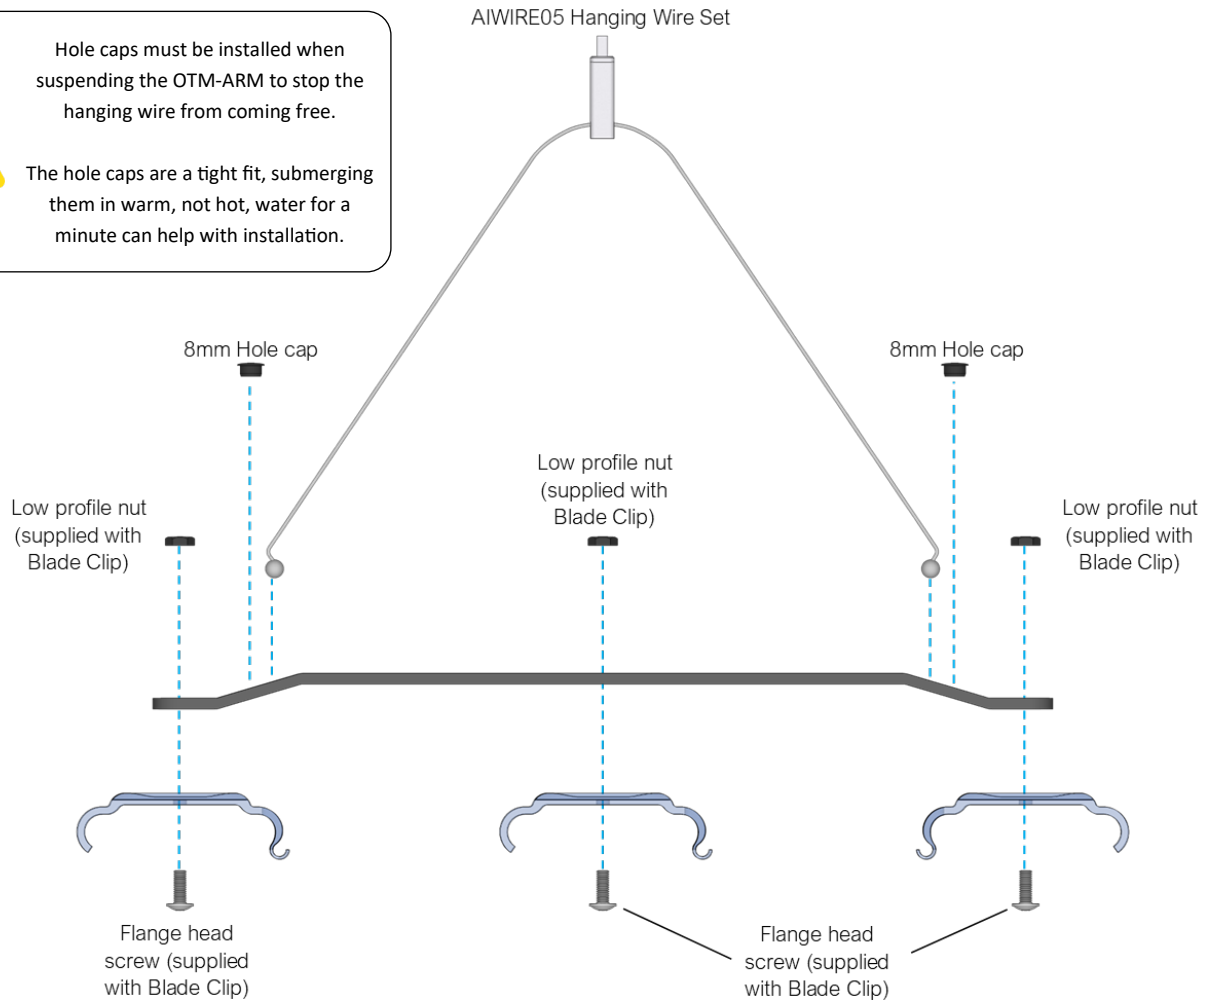 AIWIRE05 Hanging Wire Set
Hole caps must be installed when
suspending the OTM-ARM to stop the
hanging wire from coming free.
The hole caps are a tight fit, submerging
them in warm, not hot, water for a
minute can help with installation.
8mm Hole cap
8mm Hole cap
Low profile nut
(supplied with
Blade Clip)
Low profile nut
(supplied with
Blade Clip)
Low profile nut
(supplied with
Blade Clip)
Flange head
screw (supplied
with Blade Clip)
Flange head
screw (supplied
with Blade Clip)